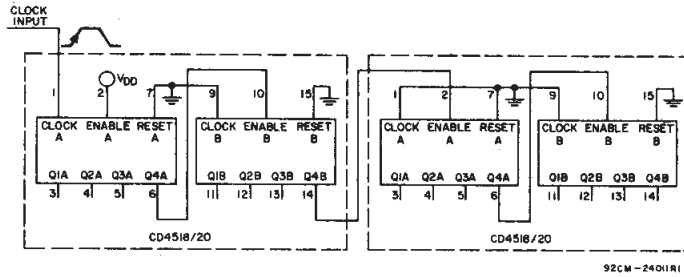 CLOCK
INPUT
VDD
1 2 7 9 10 15 1 2 7 9 10 15
CLOCK ENABLE RESET CLOCK ENABLE RESET CLOCK ENABLE RESET CLOCK ENABLE RESET
A A A B B B A A A B B B
Q1A Q2A Q3A Q4A Q1B Q2B Q3B Q4B Q1A Q2A Q3A Q4A Q1B Q2B Q3B Q4B
3 4 5 6 11 12 13 14 3 4 5 6 11 12 13 14
CD4518/20 CD4518/20
92CM-24011R1